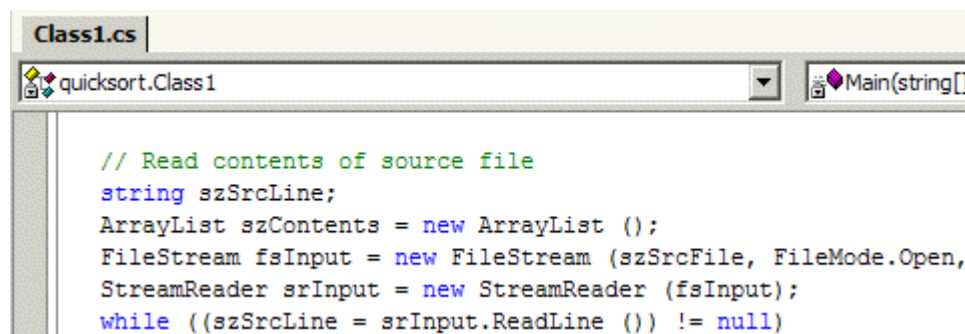 Class1.cs
quicksort.Class1 Main(string[]
// Read contents of source file
string szSrcLine;
ArrayList szContents = new ArrayList ();
FileStream fsInput = new FileStream (szSrcFile, FileMode.Open,
StreamReader srInput = new StreamReader (fsInput);
while ((szSrcLine = srInput.ReadLine ()) != null)